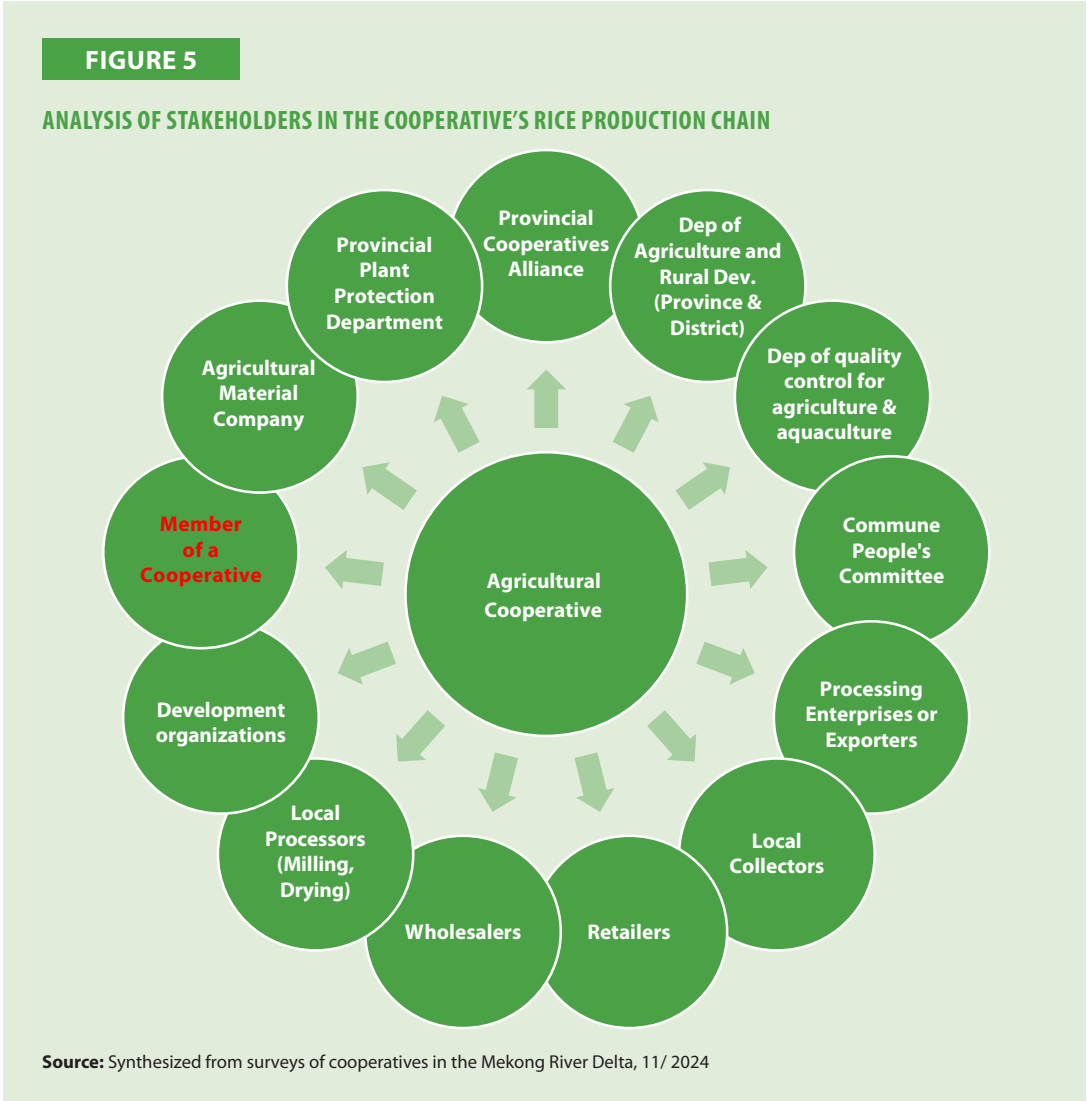 FIGURE 5
ANALYSIS OF STAKEHOLDERS IN THE COOPERATIVE'S RICE PRODUCTION CHAIN
Provincial
Cooperatives
Alliance
Dep of
Agriculture and
Rural Dev.
(Province &
District)
Dep of quality
control for
agriculture &
aquaculture
Commune
People's
Committee
Processing
Enterprises or
Exporters
Local
Collectors
Retailers
Wholesalers
Local
Processors
(Milling,
Drying)
Development
organizations
Member
of a
Cooperative
Agricultural
Material
Company
Provincial
Plant
Protection
Department
Agricultural
Cooperative
Source: Synthesized from surveys of cooperatives in the Mekong River Delta, 11/ 2024